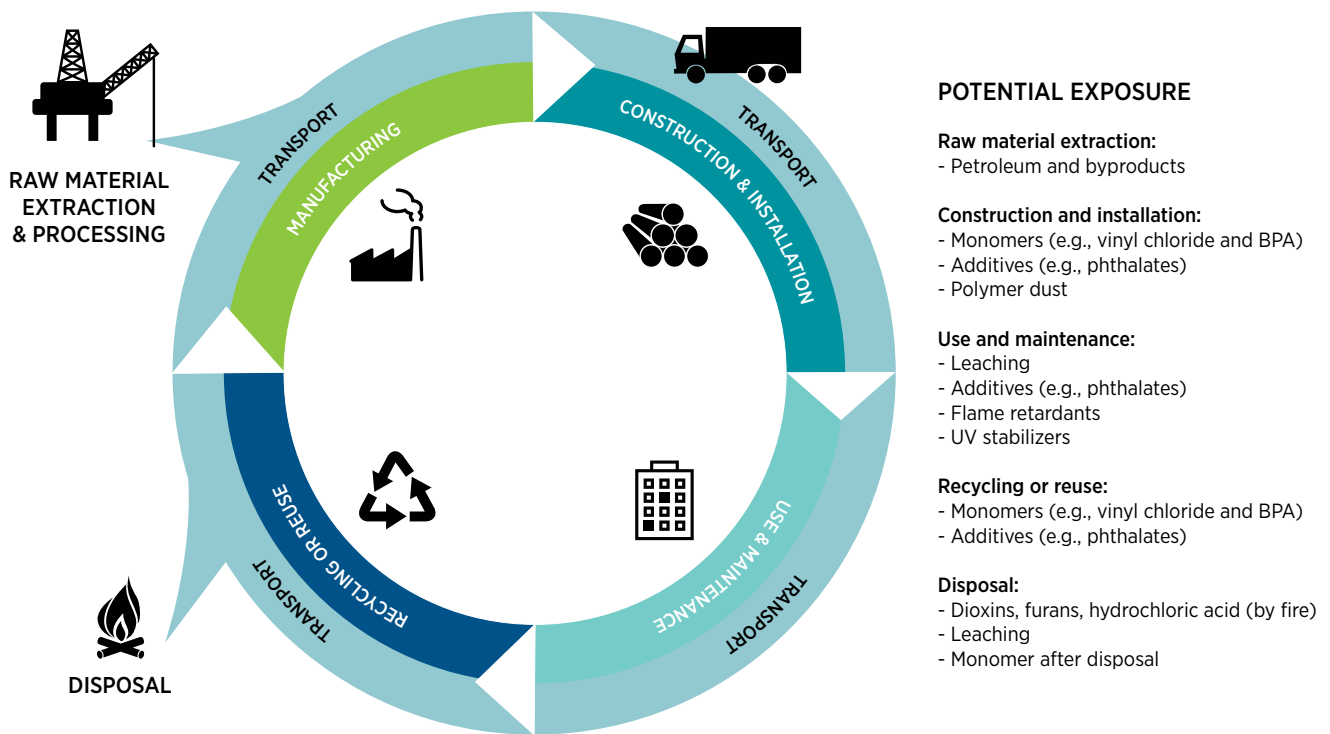 RAW MATERIAL
EXTRACTION
& PROCESSING
TRANSPORT
MANUFACTURING
CONSTRUCTION & INSTALLATION
TRANSPORT
USE & MAINTENANCE
TRANSPORT
RECYCLING OR REUSE
TRANSPORT
DISPOSAL
POTENTIAL EXPOSURE
Raw material extraction:
- Petroleum and byproducts
Construction and installation:
- Monomers (e.g., vinyl chloride and BPA)
- Additives (e.g., phthalates)
- Polymer dust
Use and maintenance:
- Leaching
- Additives (e.g., phthalates)
- Flame retardants
- UV stabilizers
Recycling or reuse:
- Monomers (e.g., vinyl chloride and BPA)
- Additives (e.g., phthalates)
Disposal:
- Dioxins, furans, hydrochloric acid (by fire)
- Leaching
- Monomer after disposal